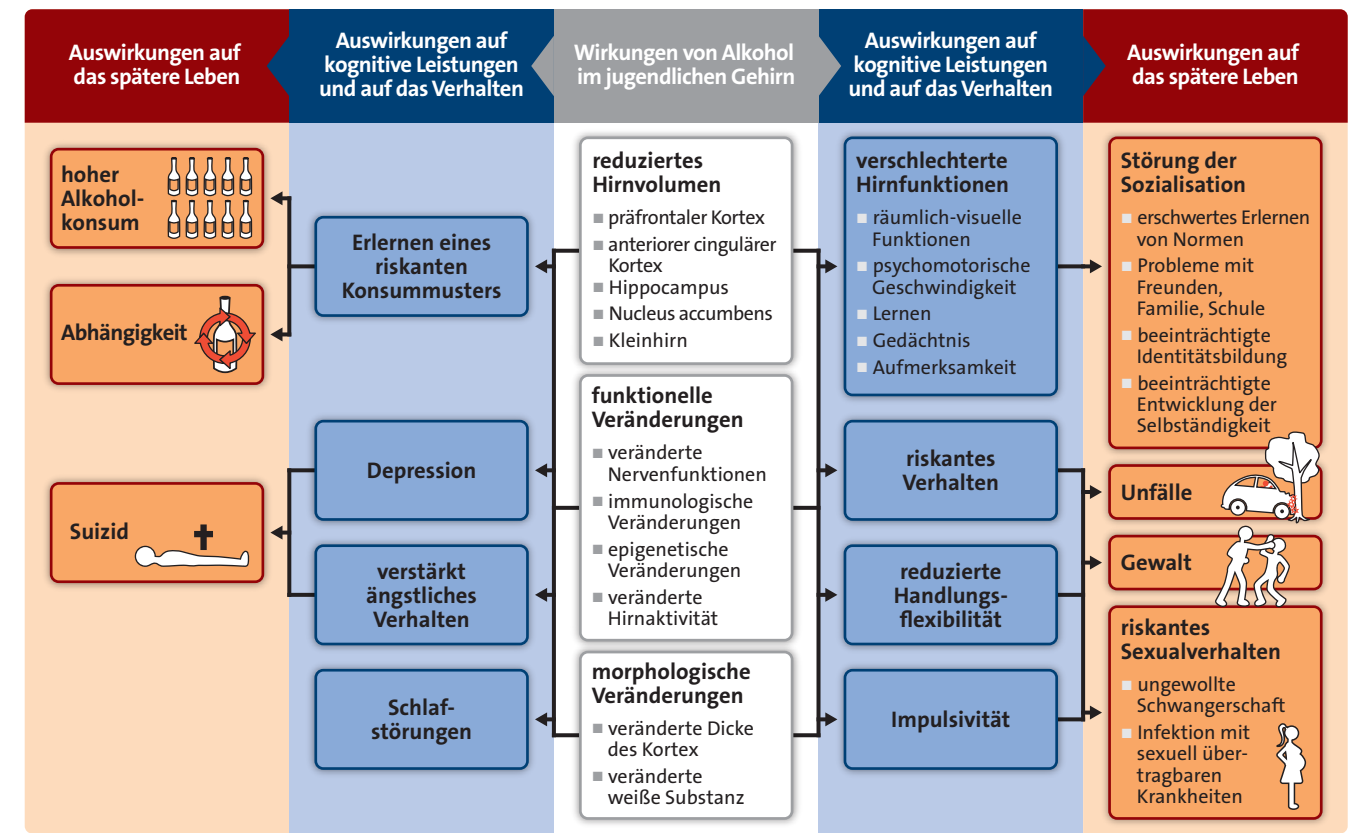 Auswirkungen auf
das spätere Leben
Auswirkungen auf
kognitive Leistungen
und auf das Verhalten
Wirkungen von Alkohol
im jugendlichen Gehirn
Auswirkungen auf
kognitive Leistungen
und auf das Verhalten
Auswirkungen auf
das spätere Leben
hoher
Alkohol-
konsum
Abhängigkeit
Suizid
Erlernen eines
riskanten
Konsummusters
Depression
verstärkt
ängstliches
Verhalten
Schlaf-
störungen
reduziertes
Hirnvolumen
präfrontaler Kortex
anteriorer cingulärer
Kortex
Hippocampus
Nucleus accumbens
Kleinhirn
funktionelle
Veränderungen
veränderte
Nervenfunktionen
immunologische
Veränderungen
epigenetische
Veränderungen
veränderte
Hirnaktivität
morphologische
Veränderungen
veränderte Dicke
des Kortex
veränderte
weiße Substanz
verschlechterte
Hirnfunktionen
räumlich-visuelle
Funktionen
psychomotorische
Geschwindigkeit
Lernen
Gedächtnis
Aufmerksamkeit
riskantes
Verhalten
reduzierte
Handlungs-
flexibilität
Impulsivität
Störung der
Sozialisation
erschwertes Erlernen
von Normen
Probleme mit
Freunden,
Familie, Schule
beeinträchtigte
Identitätsbildung
beeinträchtigte
Entwicklung der
Selbständigkeit
Unfälle
Gewalt
riskantes
Sexualverhalten
ungewollte
Schwangerschaft
Infektion mit
sexuell über-
tragbaren
Krankheiten